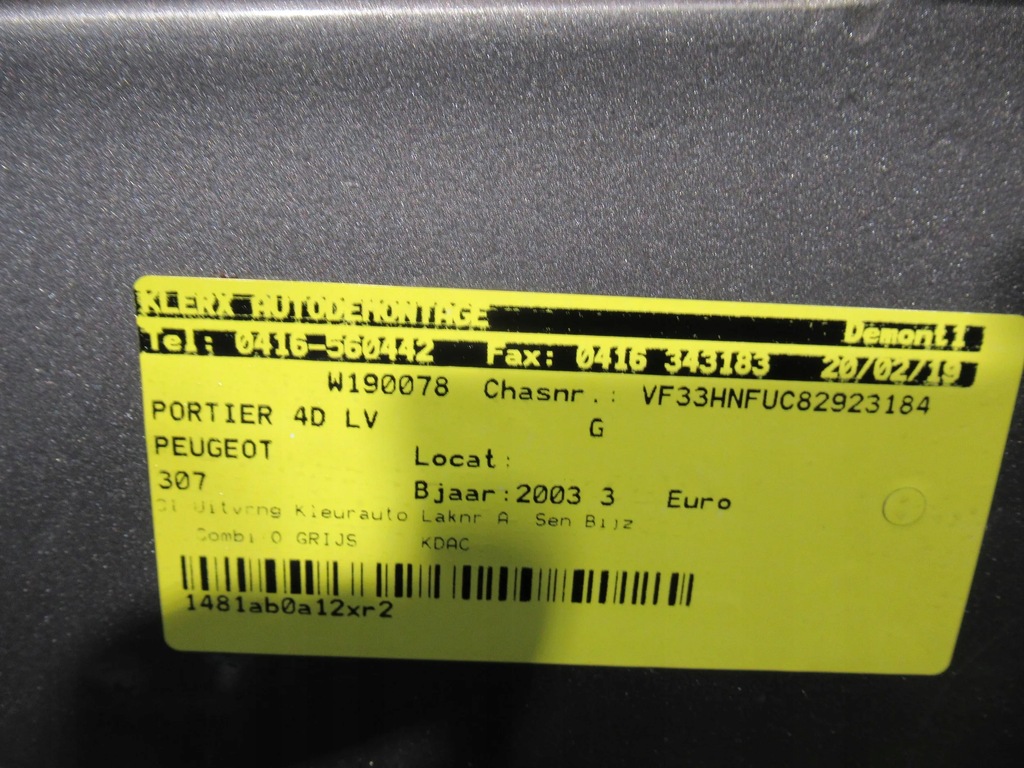 KLERX AUTODEMONTAGE Demont1
Tel: 0416-560442 Fax: 0416 343183 20/02/19
W190078 Chasnr.: VF33HNFUC82923184
PORTIER 4D LV G
PEUGEOT Locat:
307 Bjaar:2003 3 Euro
Uitvrng Kleurauto Laknr A Sen Bijz
Combi 0 GRIJS KDAC
1481ab0a12xr2